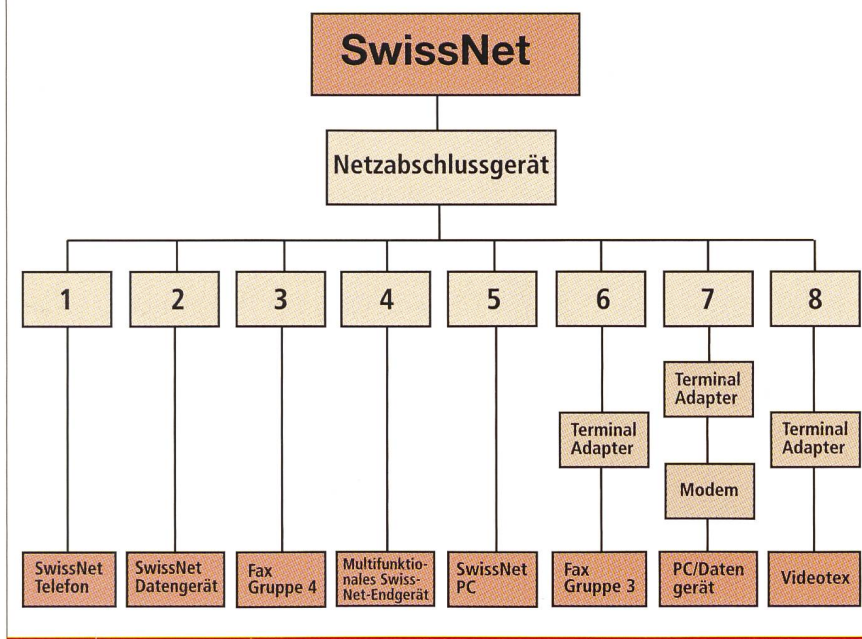 SwissNet
Netzabschlussgerät
1 2 3 4 5 6 7 8
Terminal
Adapter
Terminal
Adapter
Terminal
Adapter
Modem
SwissNet
Telefon
SwissNet
Datengerät
Fax
Gruppe 4
Multifunktio-
nales Swiss-
Net-Endgerät
SwissNet
PC
Fax
Gruppe 3
PC/Daten
gerät
Videotex